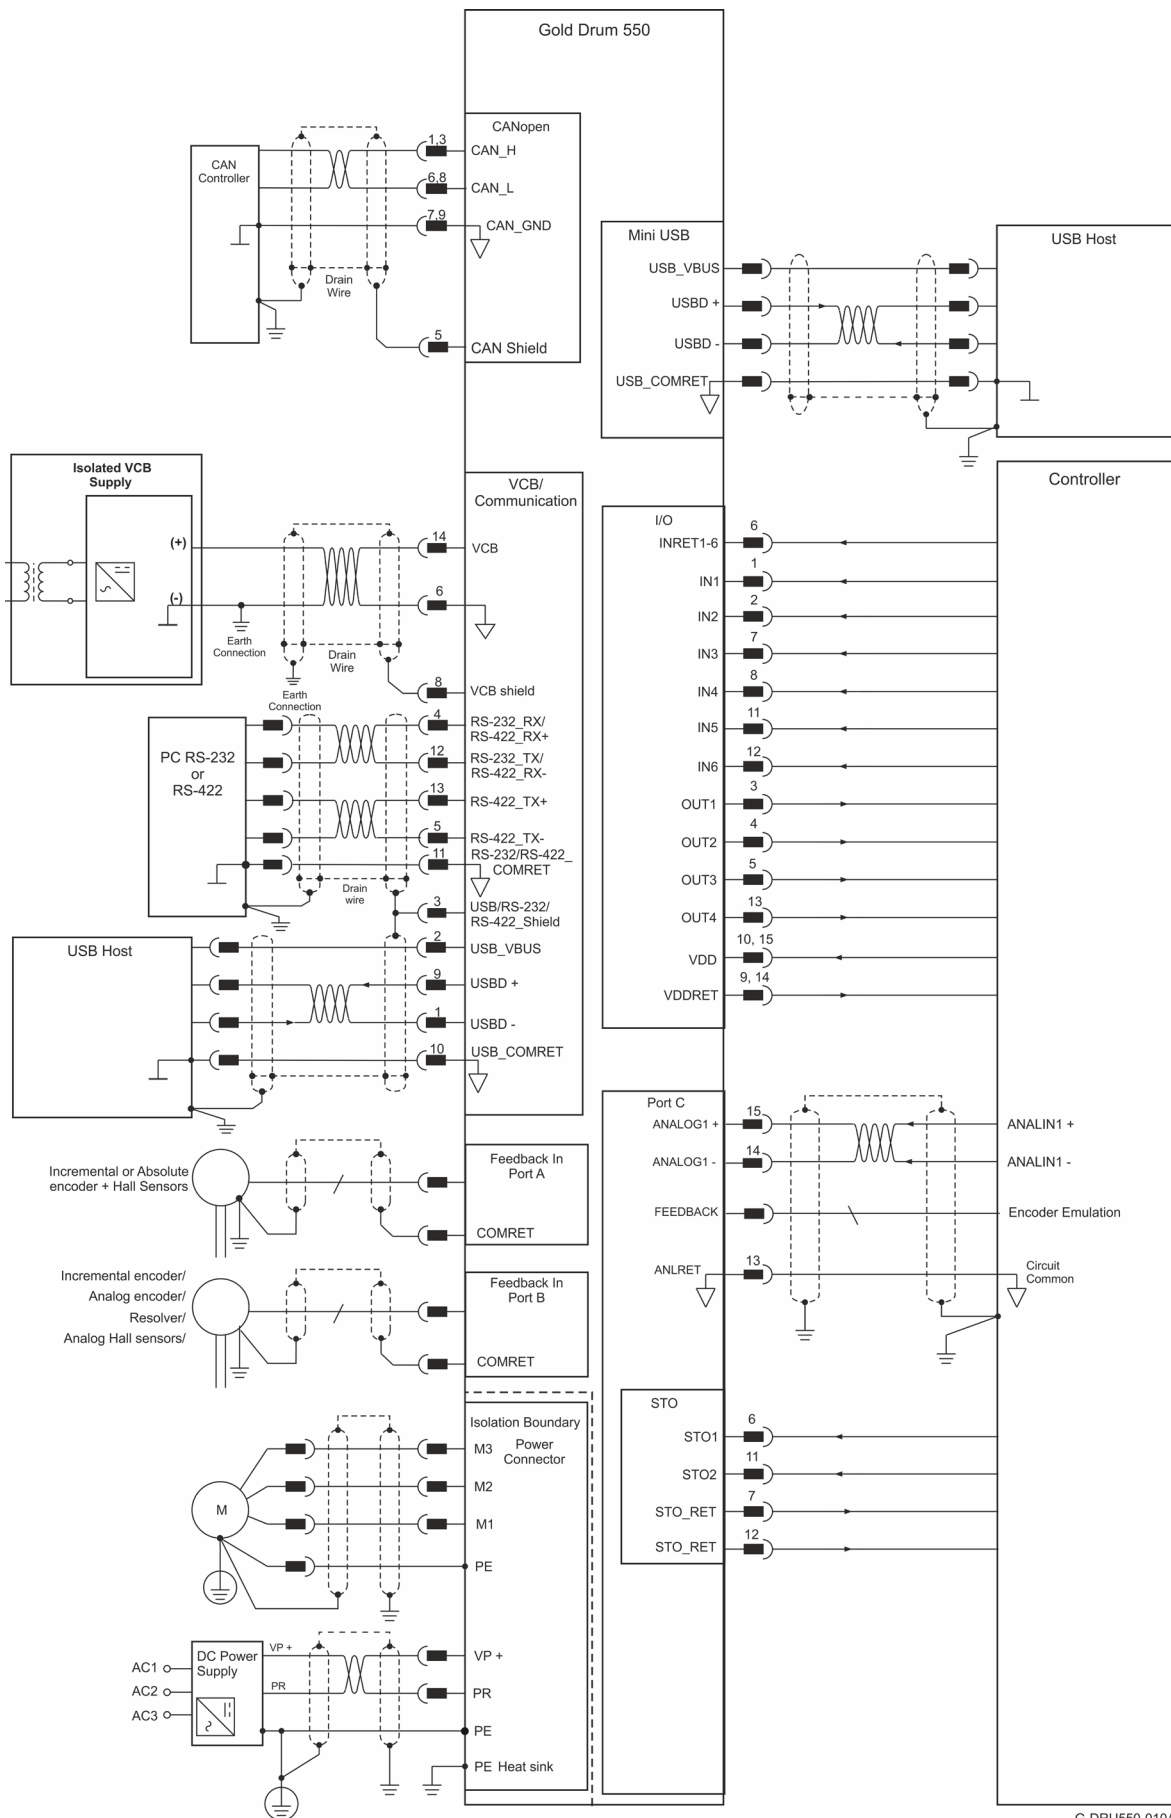 Gold Drum 550
CANopen
CAN
Controller
1,3
CAN_H
6,8
CAN_L
7,9
CAN_GND
Drain
Wire
5
CAN Shield
Mini USB
USB_VBUS
USBD +
USBD -
USB_COMRET
USB Host
Isolated VCB
Supply
(+)
(-)
Earth
Connection
Drain
Wire
Earth
Connection
VCB/
Communication
14
VCB
6
8
VCB shield
PC RS-232
or
RS-422
4
RS-232_RX/
RS-422_RX+
12
RS-232_TX/
RS-422_RX-
13
RS-422_TX+
5
RS-422_TX-
11
RS-232/RS-422_
COMRET
Drain
wire
3
USB/RS-232/
RS-422_Shield
USB Host
2
USB_VBUS
9
USBD +
1
USBD -
10
USB_COMRET
Controller
I/O
INRET1-6
6
IN1
1
IN2
2
IN3
7
IN4
8
IN5
11
IN6
12
OUT1
3
OUT2
4
OUT3
5
OUT4
13
VDD
10, 15
VDDRET
9, 14
Incremental or Absolute
encoder + Hall Sensors
Feedback In
Port A
COMRET
Incremental encoder/
Analog encoder/
Resolver/
Analog Hall sensors/
Feedback In
Port B
COMRET
Port C
ANALOG1 +
15
ANALIN1 +
ANALOG1 -
14
ANALIN1 -
FEEDBACK
Encoder Emulation
ANLRET
13
Circuit
Common
STO
STO1
6
STO2
11
STO_RET
7
STO_RET
12
Isolation Boundary
Power
Connector
M
M3
M2
M1
PE
AC1
AC2
AC3
DC Power
Supply
VP +
PR
VP +
PR
PE
PE Heat sink